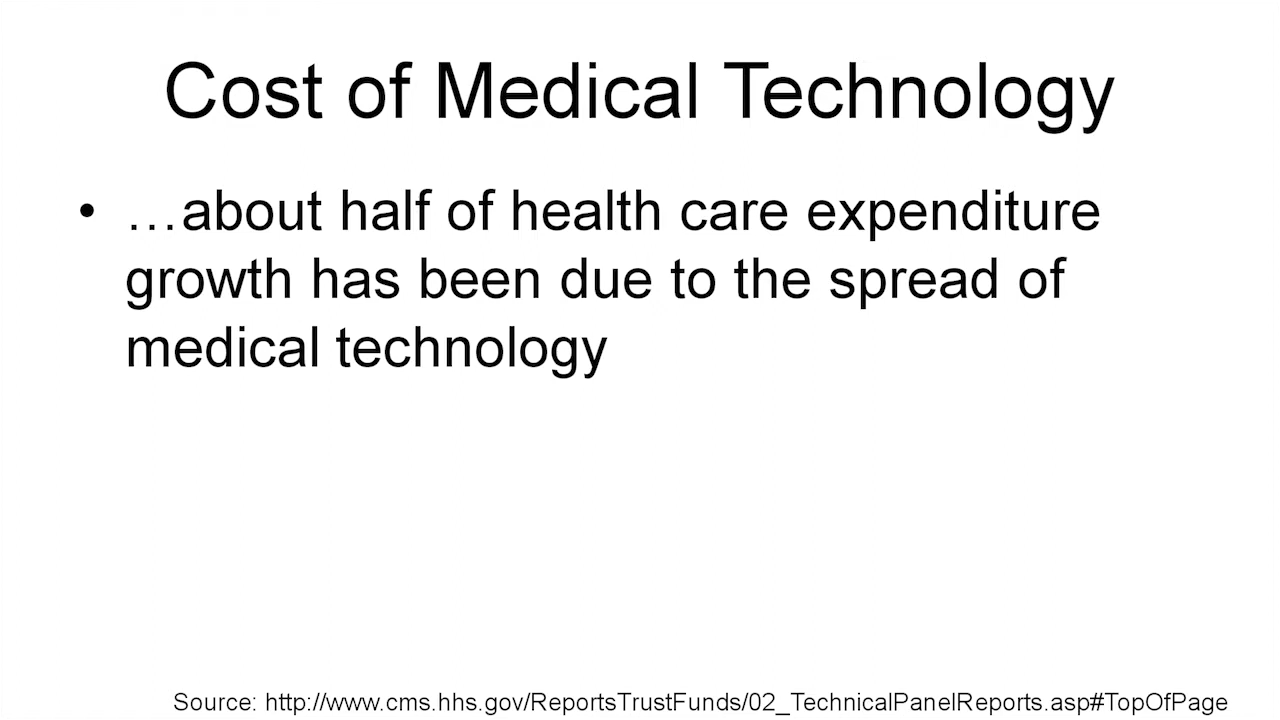 Cost of Medical Technology
• …about half of health care expenditure
growth has been due to the spread of
medical technology
Source: http://www.cms.hhs.gov/ReportsTrustFunds/02_TechnicalPanelReports.asp#TopOfPage